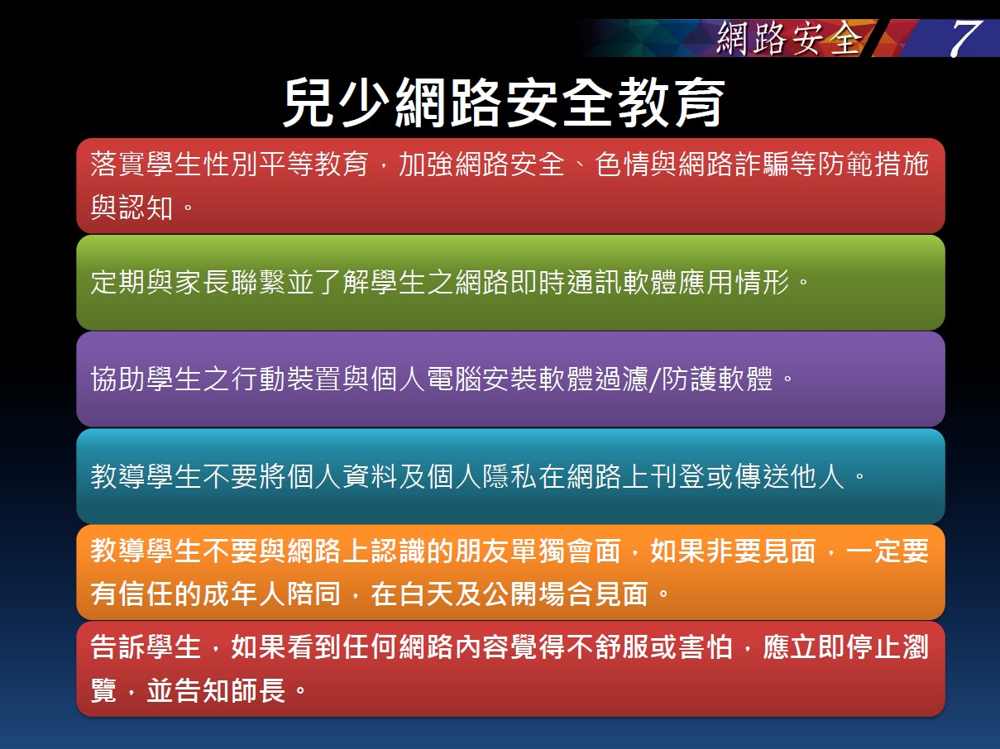 網路安全 7
兒少網路安全教育
落實學生性別平等教育，加強網路安全、色情與網路詐騙等防範措施
與認知。
定期與家長聯繫並了解學生之網路即時通訊軟體應用情形。
協助學生之行動裝置與個人電腦安裝軟體過濾/防護軟體。
教導學生不要將個人資料及個人隱私在網路上刊登或傳送他人。
教導學生不要與網路上認識的朋友單獨會面，如果非要見面，一定要
有信任的成年人陪同，在白天及公開場合見面。
告訴學生，如果看到任何網路內容覺得不舒服或害怕，應立即停止瀏
覽，並告知師長。